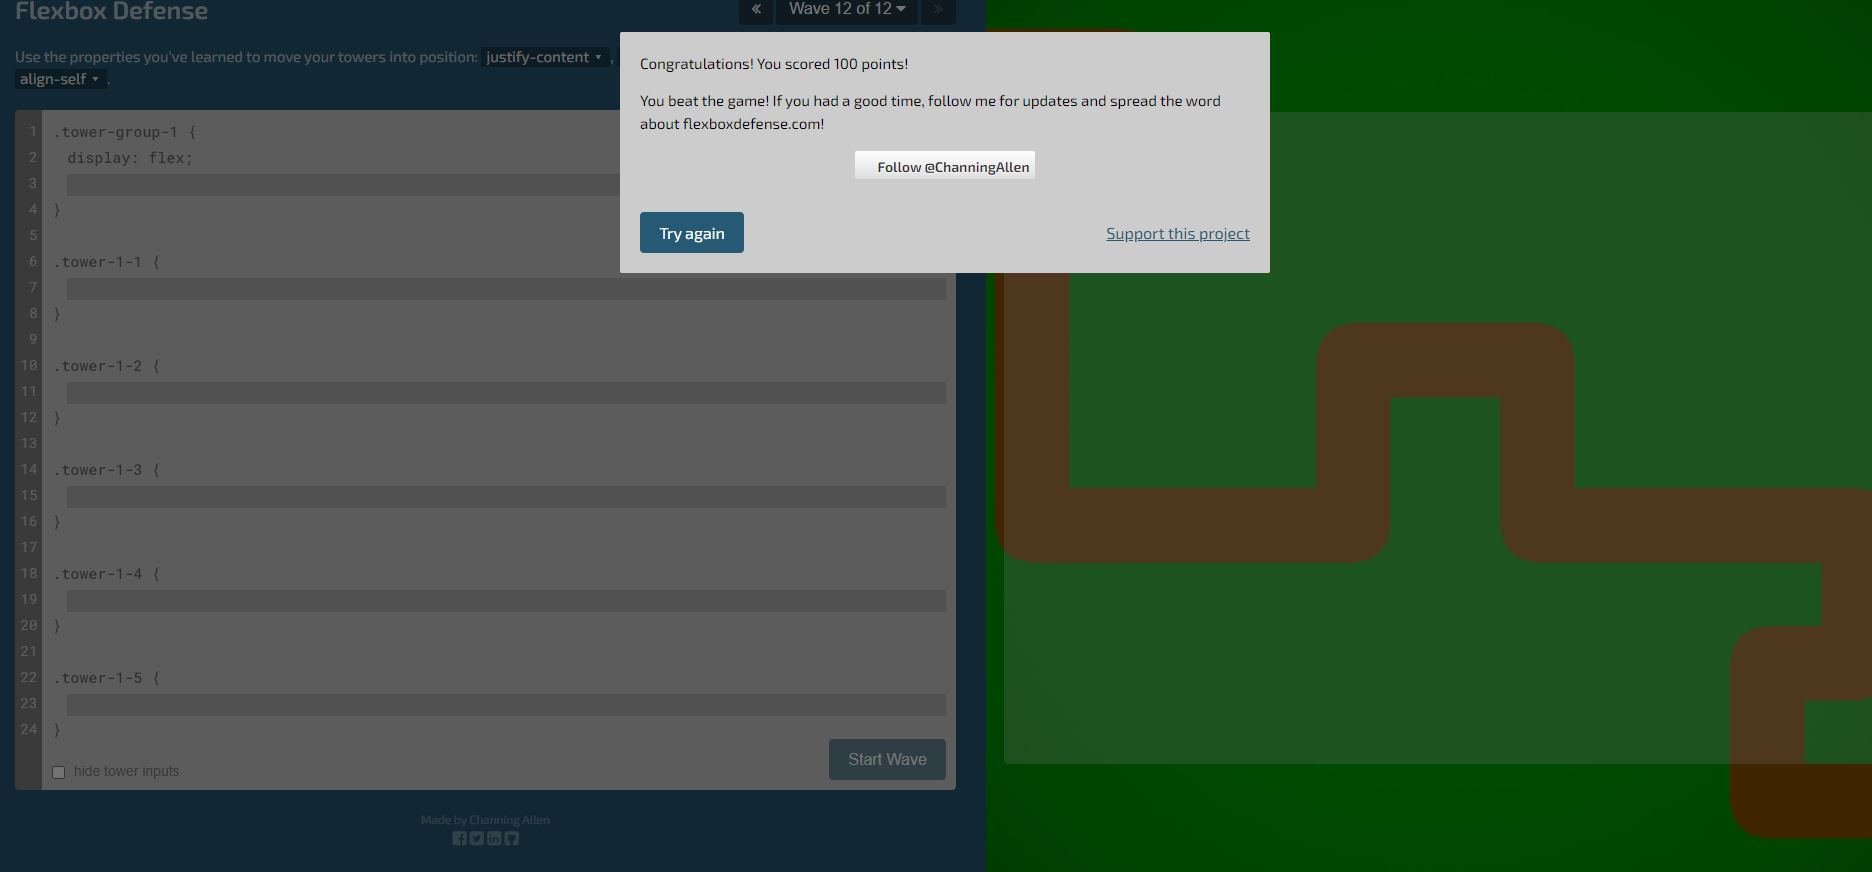 Flexbox Defense
« Wave 12 of 12 »
Use the properties you've learned to move your towers into position: justify-content ,
align-self .
Congratulations! You scored 100 points!
You beat the game! If you had a good time, follow me for updates and spread the word
about flexboxdefense.com!
Follow @ChanningAllen
Try again
Support this project
1 .tower-group-1 {
2 display: flex;
3
4 }
5
6 .tower-1-1 {
7
8 }
9
10 .tower-1-2 {
11
12 }
13
14 .tower-1-3 {
15
16 }
17
18 .tower-1-4 {
19
20 }
21
22 .tower-1-5 {
23
24 }
hide tower inputs
Start Wave
Made by Channing Allen